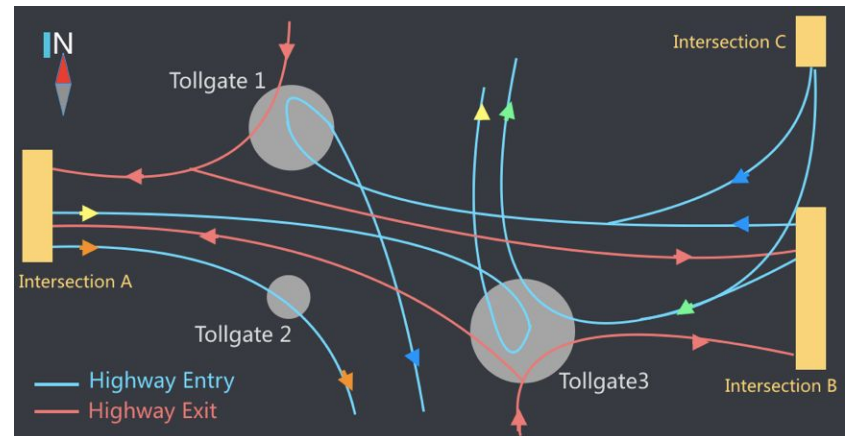 N
Intersection C
Tollgate 1
Intersection A
Tollgate 2
Tollgate3
Intersection B
Highway Entry
Highway Exit